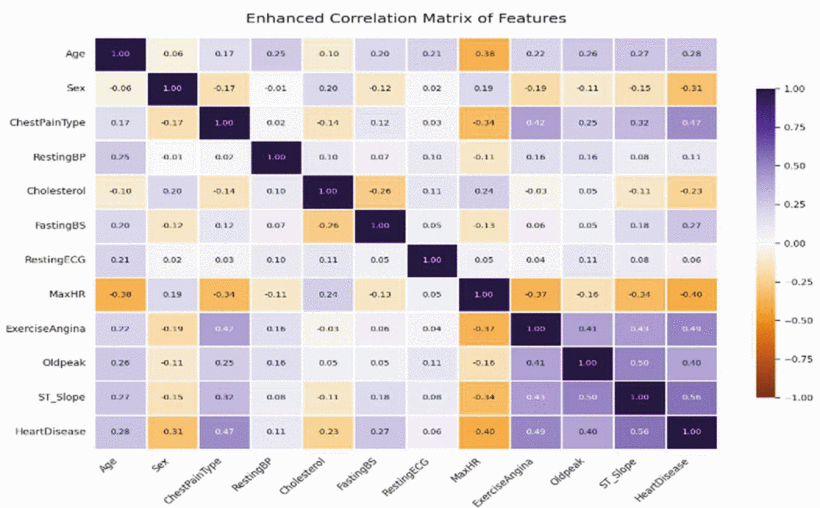 Enhanced Correlation Matrix of Features
Age 1.00 0.06 0.17 0.25 0.10 0.20 0.21 0.38 0.22 0.26 0.27 0.28
Sex -0.06 1.00 -0.17 -0.01 0.20 -0.12 0.02 0.19 -0.19 -0.11 -0.15 -0.31
ChestPainType 0.17 -0.17 1.00 0.02 -0.14 0.12 0.03 -0.34 0.42 0.25 0.32 0.47
RestingBP 0.25 -0.01 0.02 1.00 0.10 0.07 0.10 -0.11 0.16 0.16 0.08 0.11
Cholesterol -0.10 0.20 -0.14 0.10 1.00 -0.26 0.11 0.24 -0.03 0.05 -0.11 -0.23
FastingBS 0.20 -0.12 0.12 0.07 -0.26 1.00 0.05 -0.13 0.06 0.05 0.18 0.27
RestingECG 0.21 0.02 0.03 0.10 0.11 0.05 1.00 0.05 0.04 0.11 0.08 0.06
MaxHR -0.38 0.19 -0.34 -0.11 0.24 -0.13 0.05 1.00 -0.37 -0.16 -0.34 -0.40
ExerciseAngina 0.22 -0.19 0.42 0.16 -0.03 0.06 0.04 -0.37 1.00 0.41 0.43 0.49
Oldpeak 0.26 -0.11 0.25 0.16 0.05 0.05 0.11 -0.16 0.41 1.00 0.50 0.40
ST_Slope 0.27 -0.15 0.32 0.08 -0.11 0.18 0.08 -0.34 0.43 0.50 1.00 0.56
HeartDisease 0.28 -0.31 0.47 0.11 -0.23 0.27 0.06 -0.40 0.49 0.40 0.56 1.00
Age Sex ChestPainType RestingBP Cholesterol FastingBS RestingECG MaxHR ExerciseAngina Oldpeak ST_Slope HeartDisease
1.00
0.75
0.50
0.25
0.00
−0.25
−0.50
−0.75
−1.00